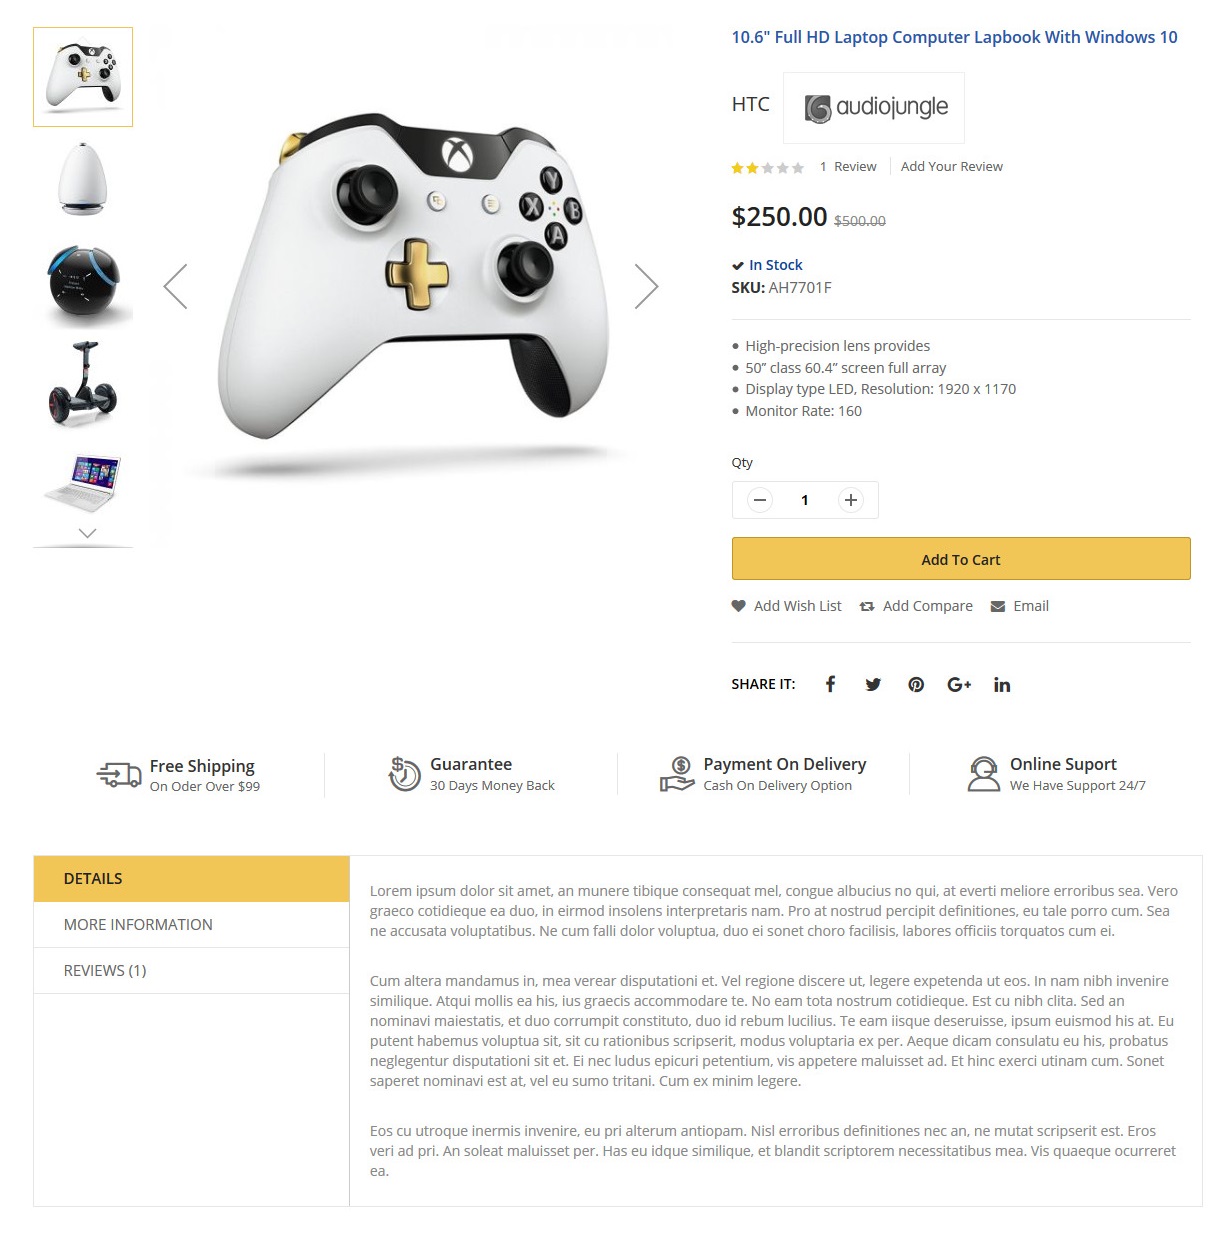 10.6" Full HD Laptop Computer Lapbook With Windows 10
HTC
audiojungle
1 Review
Add Your Review
$250.00 $500.00
In Stock
SKU: AH7701F
High-precision lens provides
50” class 60.4” screen full array
Display type LED, Resolution: 1920 x 1170
Monitor Rate: 160
Qty
1
Add To Cart
Add Wish List
Add Compare
Email
SHARE IT:
Y
X
B
A
Free Shipping
On Oder Over $99
Guarantee
30 Days Money Back
Payment On Delivery
Cash On Delivery Option
Online Suport
We Have Support 24/7
DETAILS
MORE INFORMATION
REVIEWS (1)
Lorem ipsum dolor sit amet, an munere tibique consequat mel, congue albucius no qui, at everti meliore erroribus sea. Vero
graeco cotidieque ea duo, in eirmod insolens interpretaris nam. Pro at nostrud percipit definitiones, eu tale porro cum. Sea
ne accusata voluptatibus. Ne cum falli dolor voluptua, duo ei sonet choro facilisis, labores officiis torquatos cum ei.
Cum altera mandamus in, mea verear disputationi et. Vel regione discere ut, legere expetenda ut eos. In nam nibh invenire
similique. Atqui mollis ea his, ius graecis accommodare te. No eam tota nostrum cotidieque. Est cu nibh clita. Sed an
nominavi maiestatis, et duo corrumpit constituto, duo id rebum lucilius. Te eam iisque deseruisse, ipsum euismod his at. Eu
putent habemus voluptua sit, sit cu rationibus scripserit, modus voluptaria ex per. Aeque dicam consulatu eu his, probatus
neglegentur disputationi sit et. Ei nec ludus epicuri petentium, vis appetere maluisset ad. Et hinc exerci utinam cum. Sonet
saperet nominavi est at, vel eu sumo tritani. Cum ex minim legere.
Eos cu utroque inermis invenire, eu pri alterum antiopam. Nisl erroribus definitiones nec an, ne mutat scripserit est. Eros
veri ad pri. An soleat maluisset per. Has eu idque similique, et blandit scriptorem necessitatibus mea. Vis quaeque ocurreret
ea.